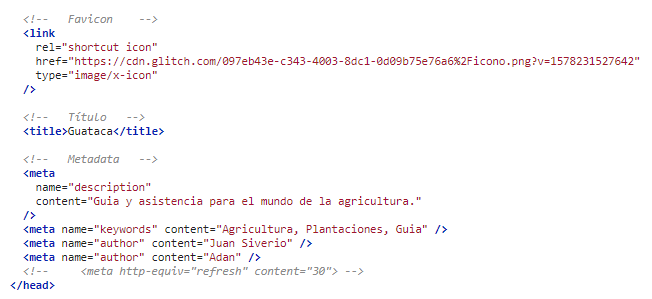 <!--   Favicon    -->
<link
rel="shortcut icon"
href="https://cdn.glitch.com/097eb43e-c343-4003-8dc1-0d09b75e76a6%2Ficono.png?v=1578231527642"
type="image/x-icon"
/>
<!--   Título   -->
<title>Guataca</title>
<!--   Metadata   -->
<meta
name="description"
content="Guia y asistencia para el mundo de la agricultura."
/>
<meta name="keywords" content="Agricultura, Plantaciones, Guia" />
<meta name="author" content="Juan Siverio" />
<meta name="author" content="Adan" />
<!--     <meta http-equiv="refresh" content="30"> -->
</head>